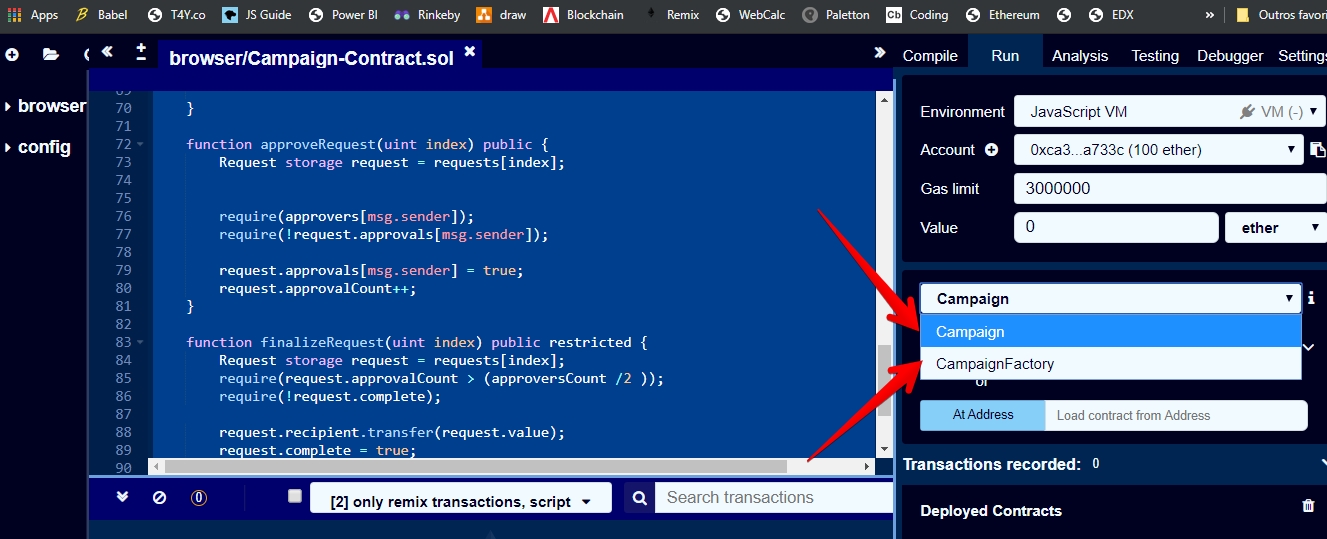 Apps Babel T4Y.co JS Guide Power BI Rinkeby draw Blockchain Remix WebCalc Paletton Cb Coding Ethereum EDX » Outros favori
browser/Campaign-Contract.sol
Compile Run Analysis Testing Debugger Settings
browser
config
70 }
71
72 function approveRequest(uint index) public {
73 Request storage request = requests[index];
74
75
76 require(approvers[msg.sender]);
77 require(!request.approvals[msg.sender]);
78
79 request.approvals[msg.sender] = true;
80 request.approvalCount++;
81 }
82
83 function finalizeRequest(uint index) public restricted {
84 Request storage request = requests[index];
85 require(request.approvalCount > (approversCount /2 ));
86 require(!request.complete);
87
88 request.recipient.transfer(request.value);
89 request.complete = true;
90
Environment JavaScript VM VM (-)
Account 0xca3...a733c (100 ether)
Gas limit 3000000
Value 0 ether
Campaign
Campaign
CampaignFactory
or
At Address Load contract from Address
Transactions recorded: 0
Deployed Contracts
0 [2] only remix transactions, script Search transactions